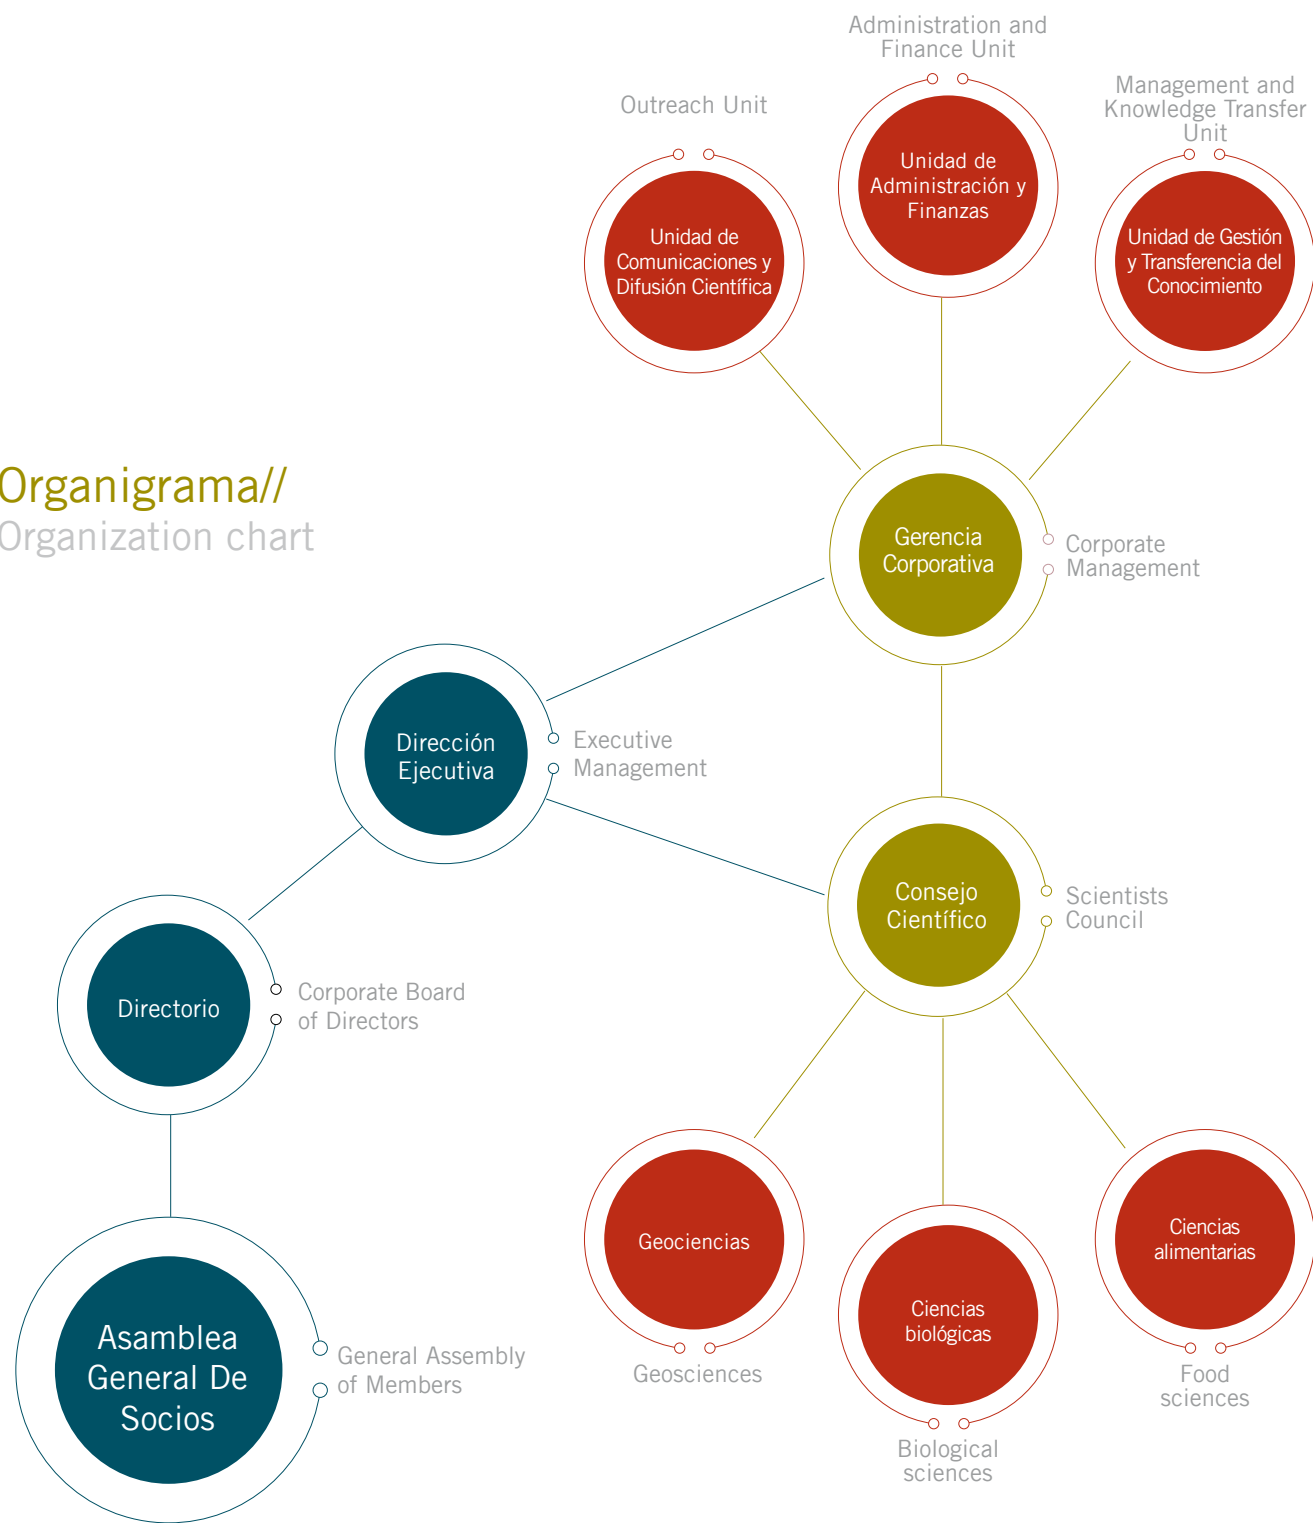 Administration and
Finance Unit
Outreach Unit
Management and
Knowledge Transfer
Unit
Unidad de
Administración y
Finanzas
Unidad de
Comunicaciones y
Difusión Científica
Unidad de Gestión
y Transferencia del
Conocimiento
Organigrama//
Organization chart
Gerencia
Corporativa
Corporate
Management
Dirección
Ejecutiva
Executive
Management
Consejo
Científico
Scientists
Council
Directorio
Corporate Board
of Directors
Geociencias
Geosciences
Ciencias
biológicas
Biological
sciences
Ciencias
alimentarias
Food
sciences
Asamblea
General De
Socios
General Assembly
of Members